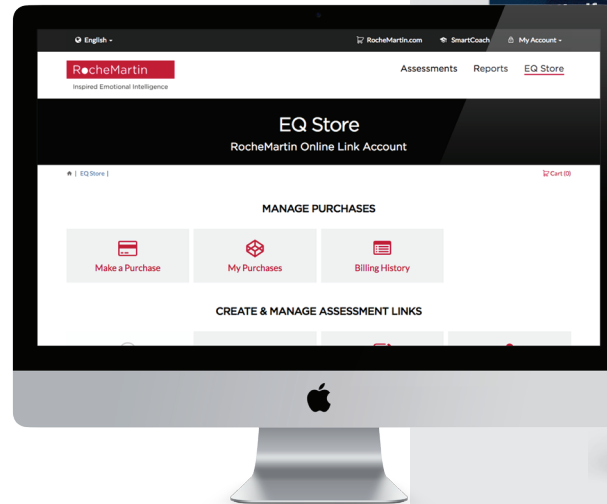 English
RocheMartin.com
SmartCoach
My Account
RocheMartin
Inspired Emotional Intelligence
Assessments Reports EQ Store
EQ Store
RocheMartin Online Link Account
| EQ Store |
Cart (0)
MANAGE PURCHASES
Make a Purchase
My Purchases
Billing History
CREATE & MANAGE ASSESSMENT LINKS